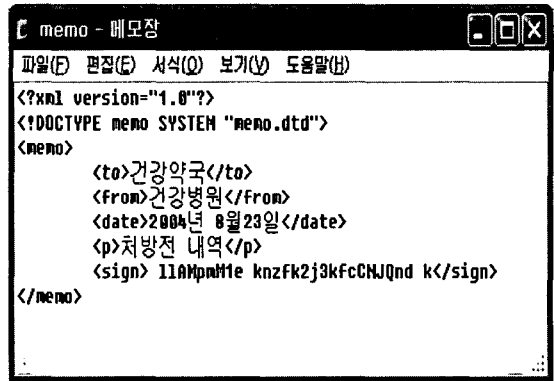 memo - 메모장
파일(F) 편집(E) 서식(O) 보기(V) 도움말(H)
<?xml version="1.0"?>
<!DOCTYPE memo SYSTEM "memo.dtd">
<memo>
<to>건강약국</to>
<from>건강병원</from>
<date>2004년 8월23일</date>
<p>처방전 내역</p>
<sign> k</sign>
</memo>